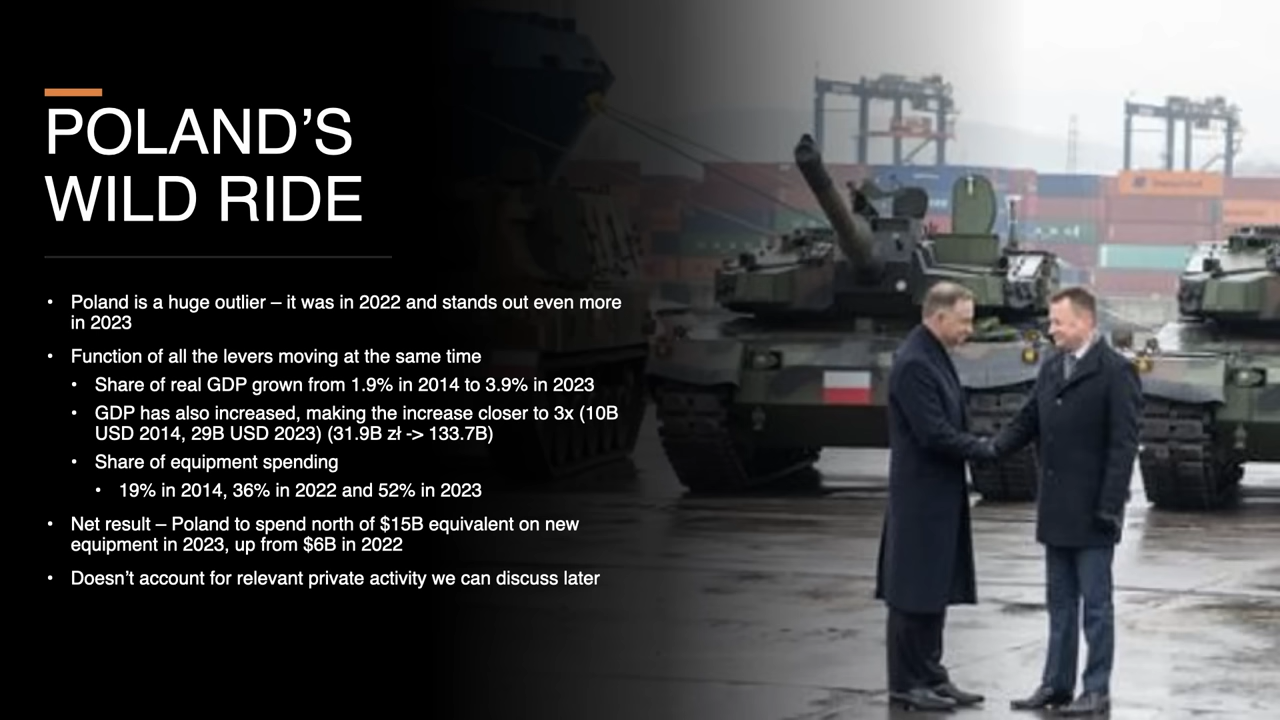 POLAND’S
WILD RIDE
• Poland is a huge outlier – it was in 2022 and stands out even more
in 2023
• Function of all the levers moving at the same time
• Share of real GDP grown from 1.9% in 2014 to 3.9% in 2023
• GDP has also increased, making the increase closer to 3x (10B
USD 2014, 29B USD 2023) (31.9B zł -> 133.7B)
• Share of equipment spending
• 19% in 2014, 36% in 2022 and 52% in 2023
• Net result – Poland to spend north of $15B equivalent on new
equipment in 2023, up from $6B in 2022
• Doesn’t account for relevant private activity we can discuss later